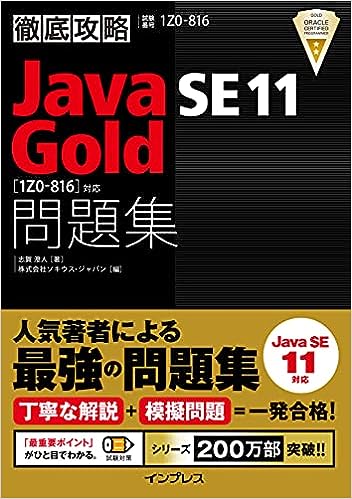 徹底攻略
試験番号 1Z0-816
GOLD
ORACLE
CERTIFIED
PROGRAMMER
Java SE 11
Gold
[1Z0-816]対応
問題集
志賀 澄人[著]
株式会社ソキウス・ジャパン[編]
人気著者による
最強の問題集
Java SE
11
対応
丁寧な解説+模擬問題=一発合格!
「最重要ポイント」
がひと目でわかる。
試験対策
シリーズ200万部突破!!
インプレス